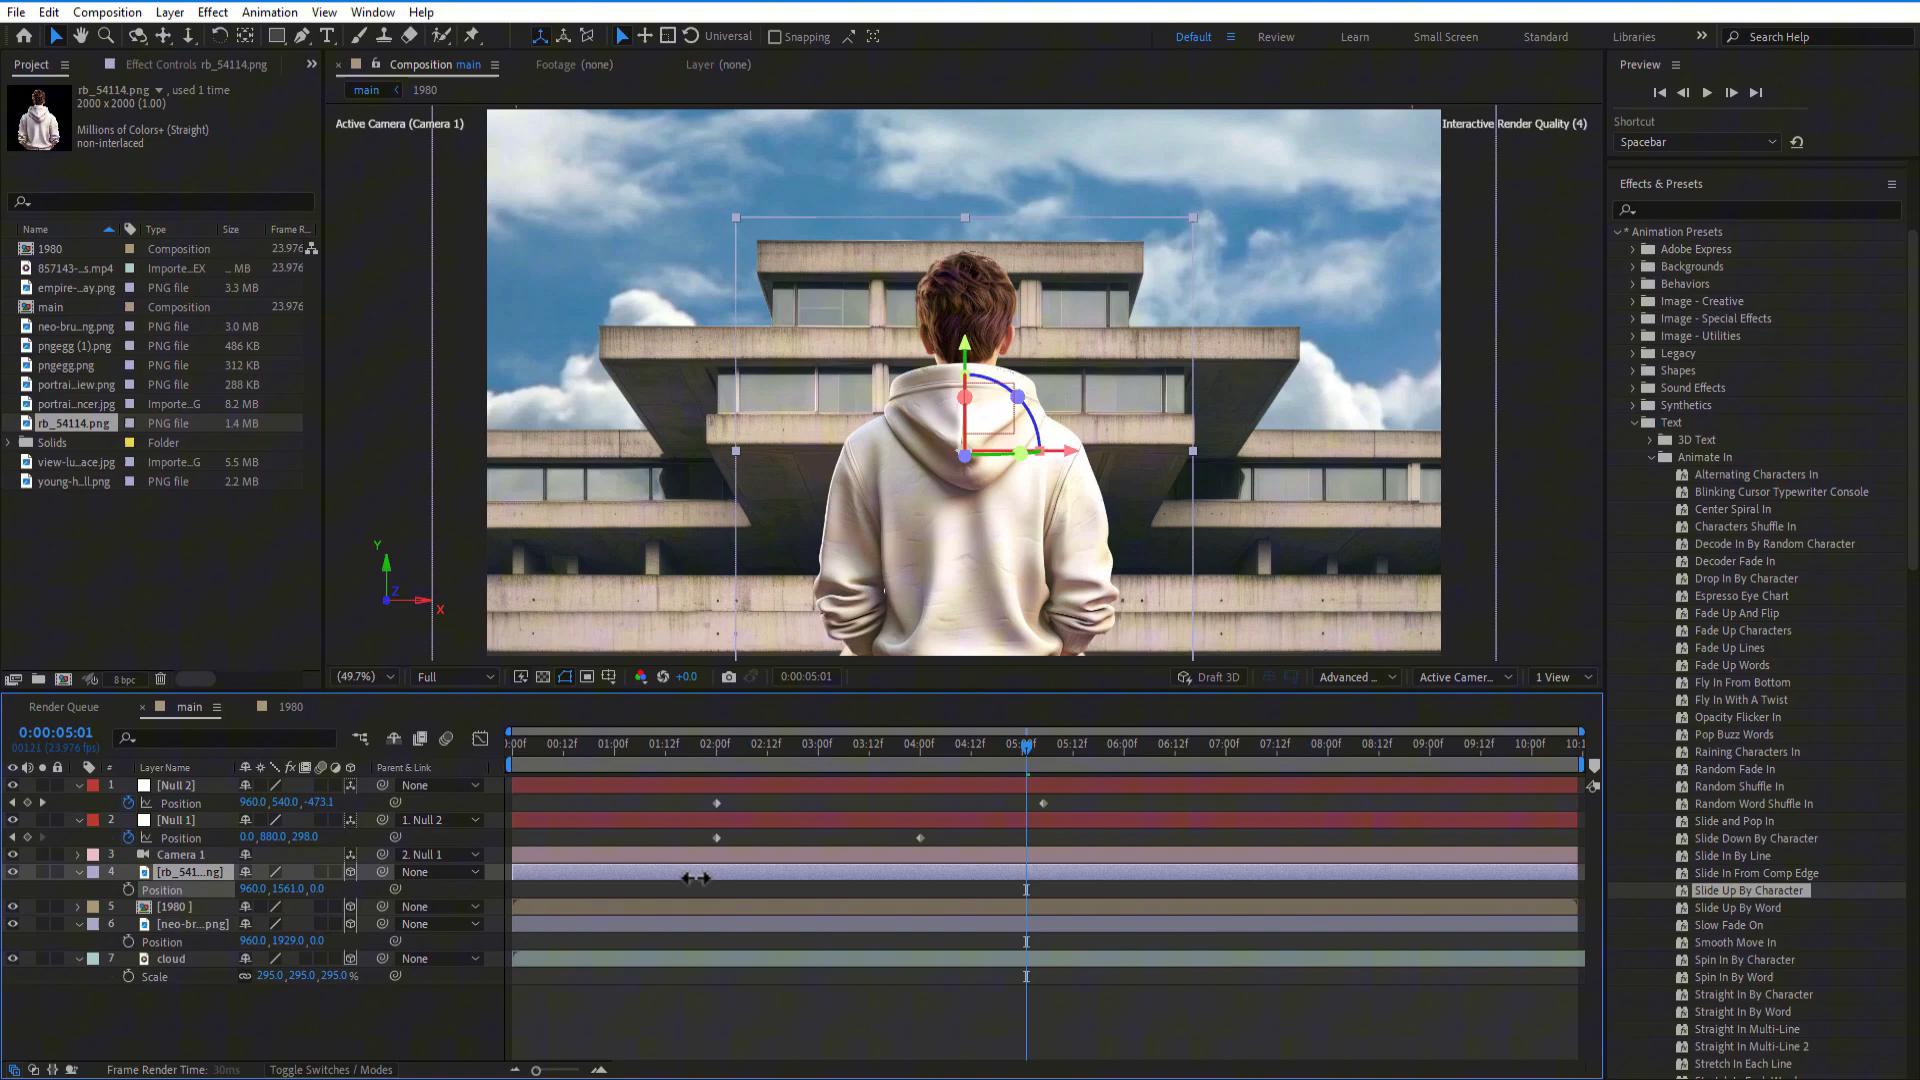 File Edit Composition Layer Effect Animation View Window Help
Universal Snapping Default Review Learn Small Screen Standard Libraries Search Help
Project Effect Controls rb_54114.png
Composition main Footage (none) Layer (none)
Preview
rb_54114.png , used 1 time
2000 x 2000 (1.00)
Millions of Colors+ (Straight)
non-interlaced
main 1980
Active Camera (Camera 1)
Interactive Render Quality (4)
Shortcut
Spacebar
Effects & Presets
Name Type Size Frame R...
1980 Composition 23.976
857143-...s.mp4 Importe...EX ... MB 23.976
empire-...ay.png PNG file 3.3 MB
main Composition 23.976
neo-bru...ng.png PNG file 3.0 MB
pngegg (1).png PNG file 486 KB
pngegg.png PNG file 312 KB
portrai...iew.png PNG file 288 KB
portrai...ncer.jpg Importe...G 8.2 MB
rb_54114.png PNG file 1.4 MB
Solids Folder
view-lu...ace.jpg Importe...G 5.5 MB
young-h...ll.png PNG file 2.2 MB
Y
Z
X
8 bpc
(49.7%) Full +0.0 0:00:05:01 Draft 3D Advanced ... Active Camer... 1 View
* Animation Presets
Adobe Express
Backgrounds
Behaviors
Image - Creative
Image - Special Effects
Image - Utilities
Legacy
Shapes
Sound Effects
Synthetics
Text
3D Text
Animate In
Alternating Characters In
Blinking Cursor Typewriter Console
Center Spiral In
Characters Shuffle In
Decode In By Random Character
Decoder Fade In
Drop In By Character
Espresso Eye Chart
Fade Up And Flip
Fade Up Characters
Fade Up Lines
Fade Up Words
Fly In From Bottom
Fly In With A Twist
Opacity Flicker In
Pop Buzz Words
Raining Characters In
Random Fade In
Random Shuffle In
Random Word Shuffle In
Slide and Pop In
Slide Down By Character
Slide In By Line
Slide In From Comp Edge
Slide Up By Character
Slide Up By Word
Slow Fade On
Smooth Move In
Spin In By Character
Spin In By Word
Straight In By Character
Straight In By Word
Straight In Multi-Line
Straight In Multi-Line 2
Stretch In Each Line
Render Queue main 1980
0:00:05:01
00121 (23.976 fps)
:00f 00:12f 01:00f 01:12f 02:00f 02:12f 03:00f 03:12f 04:00f 04:12f 05:00f 05:12f 06:00f 06:12f 07:00f 07:12f 08:00f 08:12f 09:00f 09:12f 10:00f 10:1
# Layer Name Parent & Link
1 [Null 2] None
Position 960.0,540.0,-473.1
2 [Null 1] 1. Null 2
Position 0.0,880.0,298.0
3 Camera 1 2. Null 1
4 [rb_541...ng] None
Position 960.0,1561.0,0.0
5 [1980 ] None
6 [neo-br...png] None
Position 960.0,1929.0,0.0
7 cloud None
Scale 295.0,295.0,295.0 %
Frame Render Time: 30ms Toggle Switches / Modes